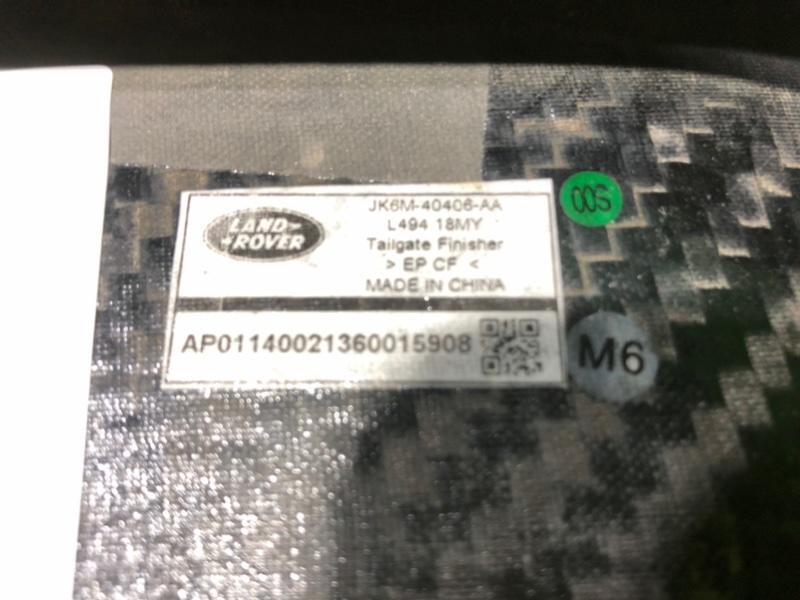 LAND-
-ROVER
JK6M-40406-AA
L494 18MY
Tailgate Finisher
> EP CF <
MADE IN CHINA
AP01140021360015908
00S
M6